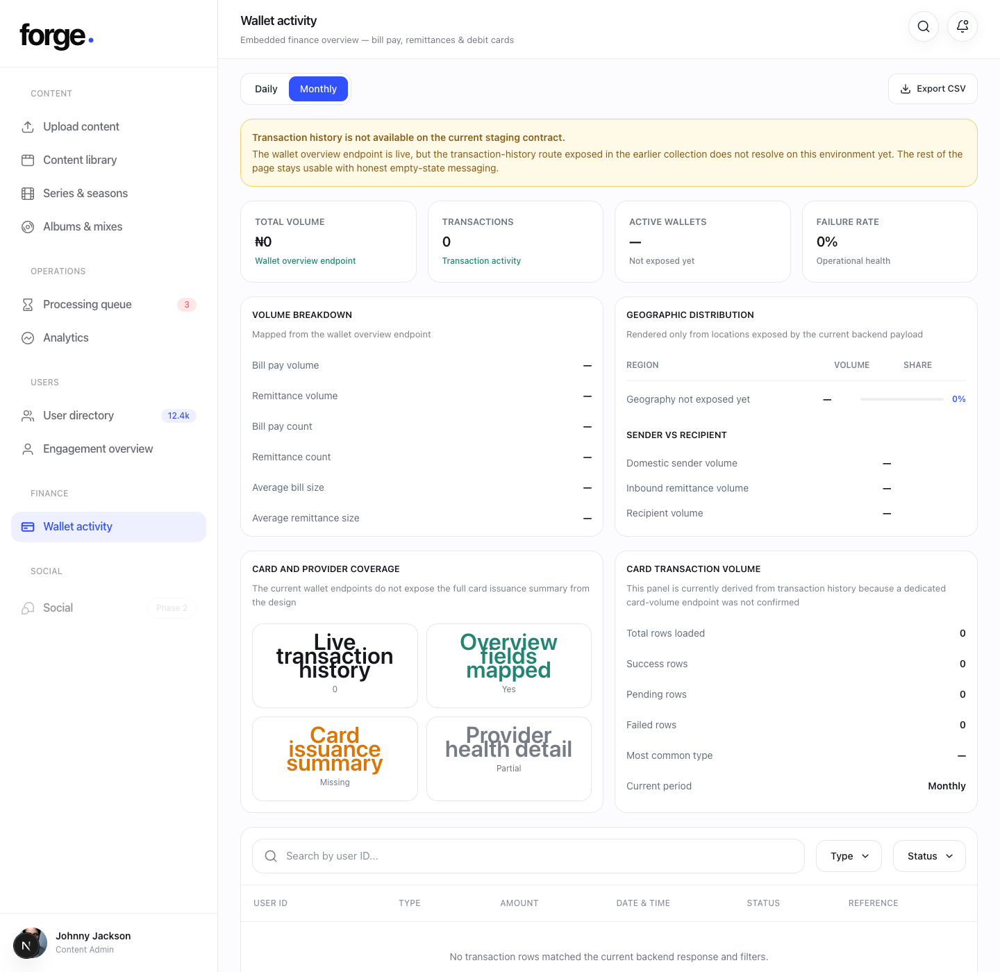 forge.
CONTENT
Upload content
Content library
Series & seasons
Albums & mixes
OPERATIONS
Processing queue 3
Analytics
USERS
User directory 12.4k
Engagement overview
FINANCE
Wallet activity
SOCIAL
Social Phase 2
N
Johnny Jackson
Content Admin
Wallet activity
Embedded finance overview — bill pay, remittances & debit cards
Daily Monthly
Export CSV
Transaction history is not available on the current staging contract.
The wallet overview endpoint is live, but the transaction-history route exposed in the earlier collection does not resolve on this environment yet. The rest of the
page stays usable with honest empty-state messaging.
TOTAL VOLUME
₦0
Wallet overview endpoint
TRANSACTIONS
0
Transaction activity
ACTIVE WALLETS
—
Not exposed yet
FAILURE RATE
0%
Operational health
VOLUME BREAKDOWN
Mapped from the wallet overview endpoint
Bill pay volume —
Remittance volume —
Bill pay count —
Remittance count —
Average bill size —
Average remittance size —
GEOGRAPHIC DISTRIBUTION
Rendered only from locations exposed by the current backend payload
REGION VOLUME SHARE
Geography not exposed yet — 0%
SENDER VS RECIPIENT
Domestic sender volume —
Inbound remittance volume —
Recipient volume —
CARD AND PROVIDER COVERAGE
The current wallet endpoints do not expose the full card issuance summary from
the design
Live
transaction
history
0
Overview
fields
mapped
Yes
Card
issuance
summary
Missing
Provider
health detail
Partial
CARD TRANSACTION VOLUME
This panel is currently derived from transaction history because a dedicated
card-volume endpoint was not confirmed
Total rows loaded 0
Success rows 0
Pending rows 0
Failed rows 0
Most common type —
Current period Monthly
Search by user ID...
Type
Status
USER ID TYPE AMOUNT DATE & TIME STATUS REFERENCE
No transaction rows matched the current backend response and filters.